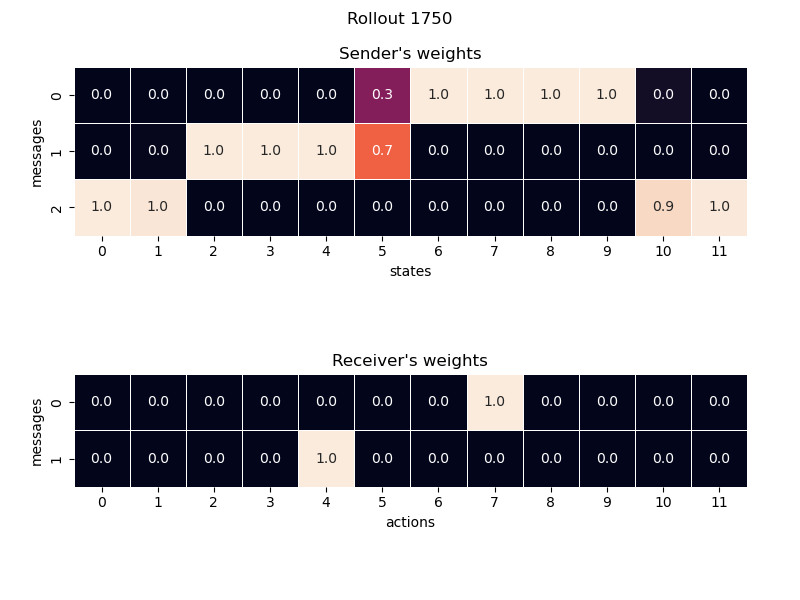 Rollout 1750
Sender's weights
0 0.0 0.0 0.0 0.0 0.0 0.3 1.0 1.0 1.0 1.0 0.0 0.0
1 0.0 0.0 1.0 1.0 1.0 0.7 0.0 0.0 0.0 0.0 0.0 0.0
2 1.0 1.0 0.0 0.0 0.0 0.0 0.0 0.0 0.0 0.0 0.9 1.0
messages
0 1 2 3 4 5 6 7 8 9 10 11
states
Receiver's weights
0 0.0 0.0 0.0 0.0 0.0 0.0 0.0 1.0 0.0 0.0 0.0 0.0
1 0.0 0.0 0.0 0.0 1.0 0.0 0.0 0.0 0.0 0.0 0.0 0.0
messages
0 1 2 3 4 5 6 7 8 9 10 11
actions